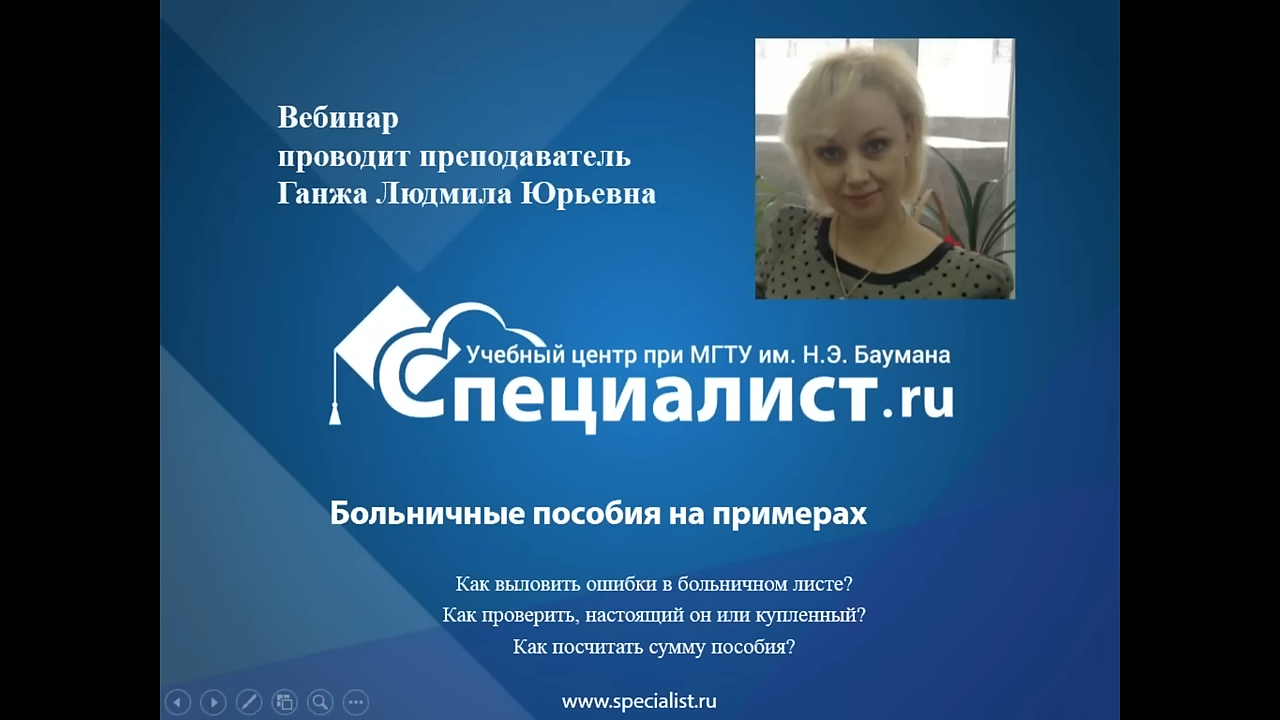 Вебинар
проводит преподаватель
Ганжа Людмила Юрьевна
Учебный центр при МГТУ им. Н.Э. Баумана
Специалист.ru
Больничные пособия на примерах
Как выловить ошибки в больничном листе?
Как проверить, настоящий он или купленный?
Как посчитать сумму пособия?
www.specialist.ru